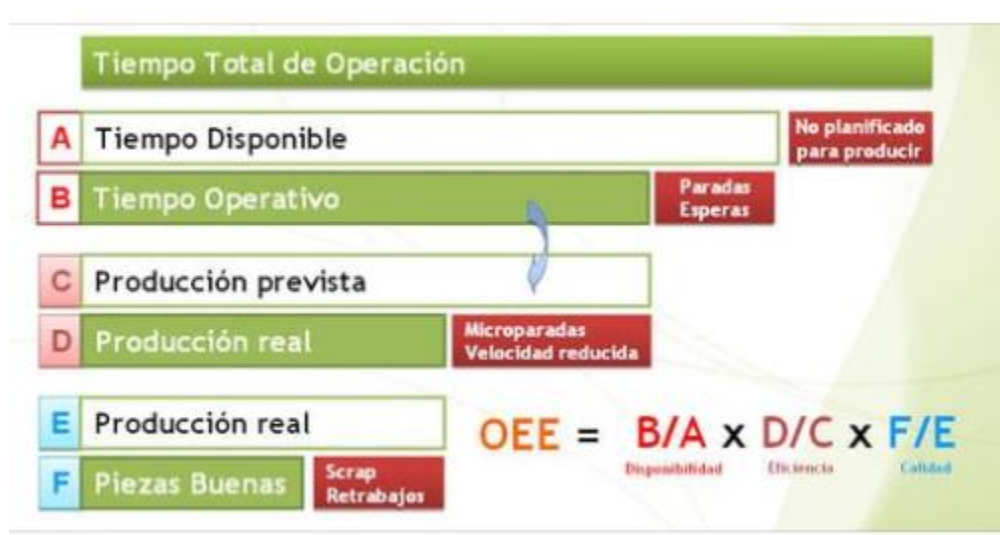 Tiempo Total de Operación
A Tiempo Disponible
No planificado
para producir
B Tiempo Operativo
Paradas
Esperas
C Producción prevista
D Producción real
Microparadas
Velocidad reducida
E Producción real
F Piezas Buenas
Scrap
Retrabajos
OEE = B/A x D/C x F/E
Disponibilidad Eficiencia Calidad